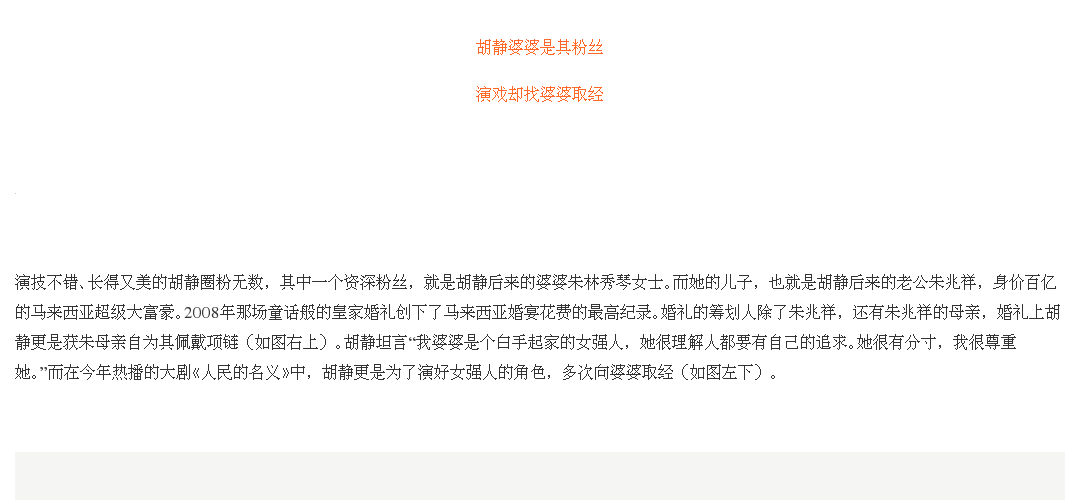 胡静婆婆是其粉丝
演戏却找婆婆取经
演技不错、长得又美的胡静圈粉无数，其中一个资深粉丝，就是胡静后来的婆婆朱林秀琴女士。而她的儿子，也就是胡静后来的老公朱兆祥，身价百亿
的马来西亚超级大富豪。2008年那场童话般的皇家婚礼创下了马来西亚婚宴花费的最高纪录。婚礼的筹划人除了朱兆祥，还有朱兆祥的母亲，婚礼上胡
静更是获朱母亲自为其佩戴项链（如图右上）。胡静坦言“我婆婆是个白手起家的女强人，她很理解人都要有自己的追求。她很有分寸，我很尊重
她。”而在今年热播的大剧《人民的名义》中，胡静更是为了演好女强人的角色，多次向婆婆取经（如图左下）。